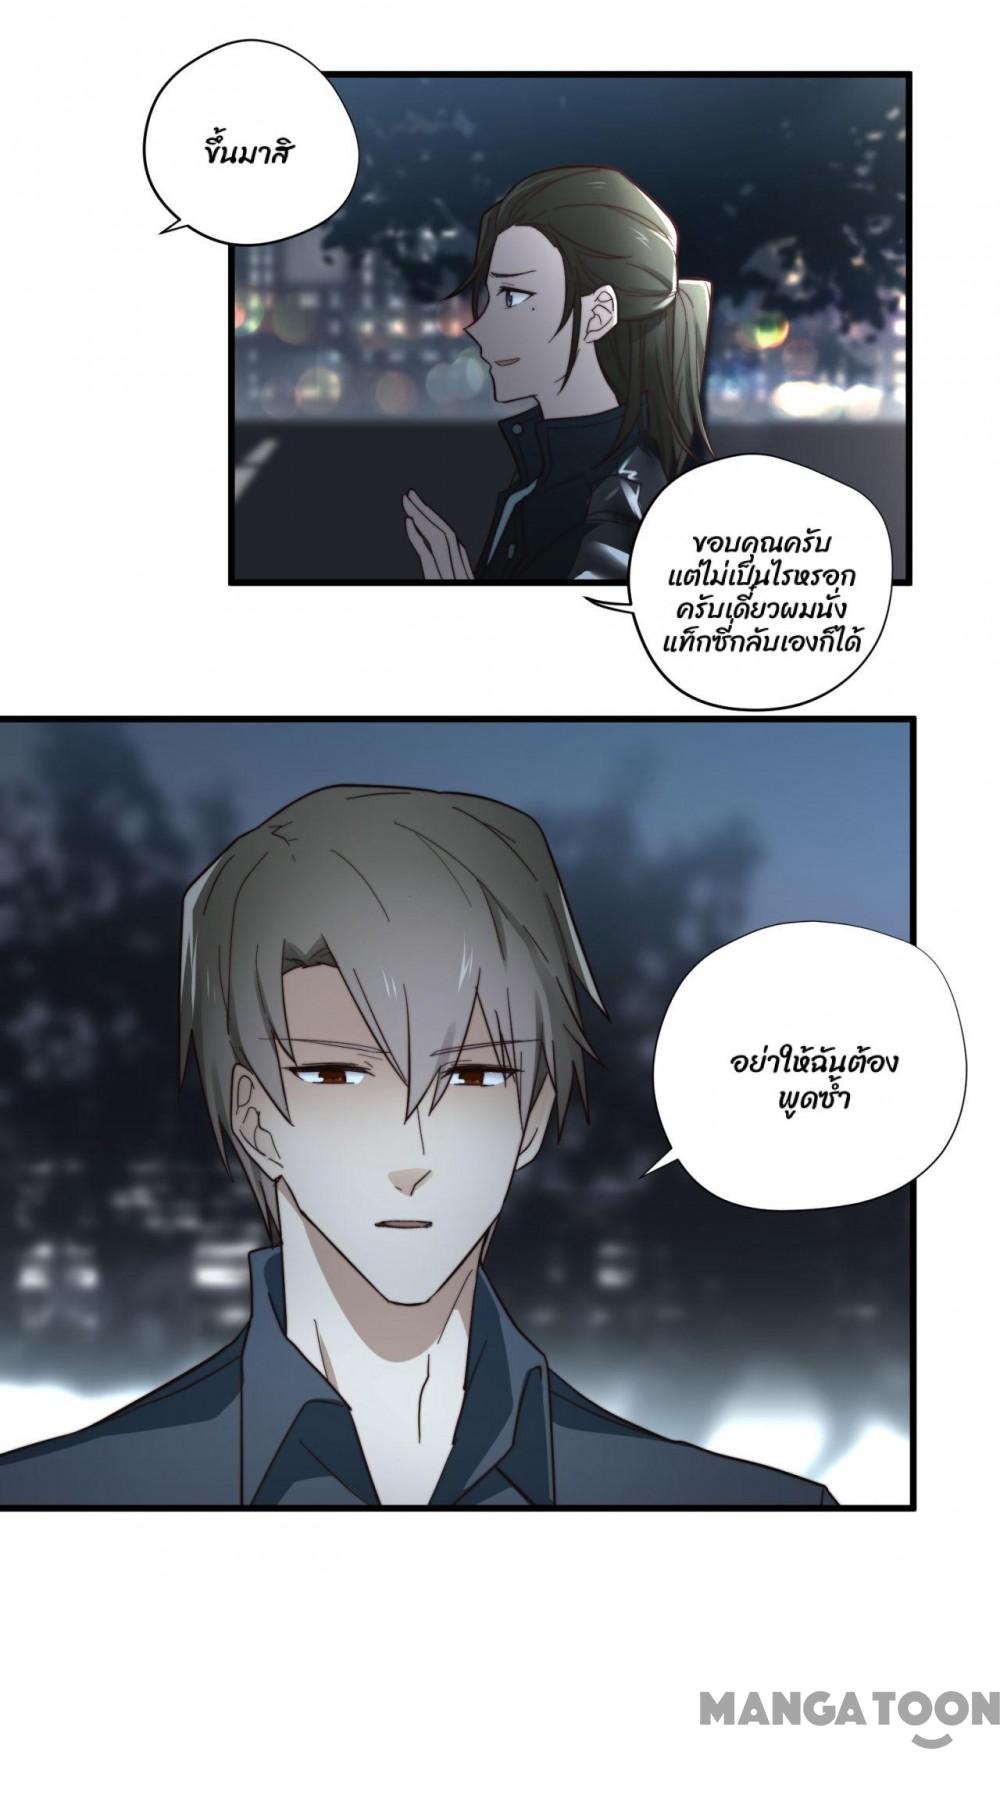 ขึ้นมาสิ
ขอบคุณครับ
แต่ไม่เป็นไรหรอก
ครับเดี๋ยวผมนั่ง
แท็กซี่กลับเองก็ได้
อย่าให้ฉันต้อง
พูดซ้ำ
MANGATOON